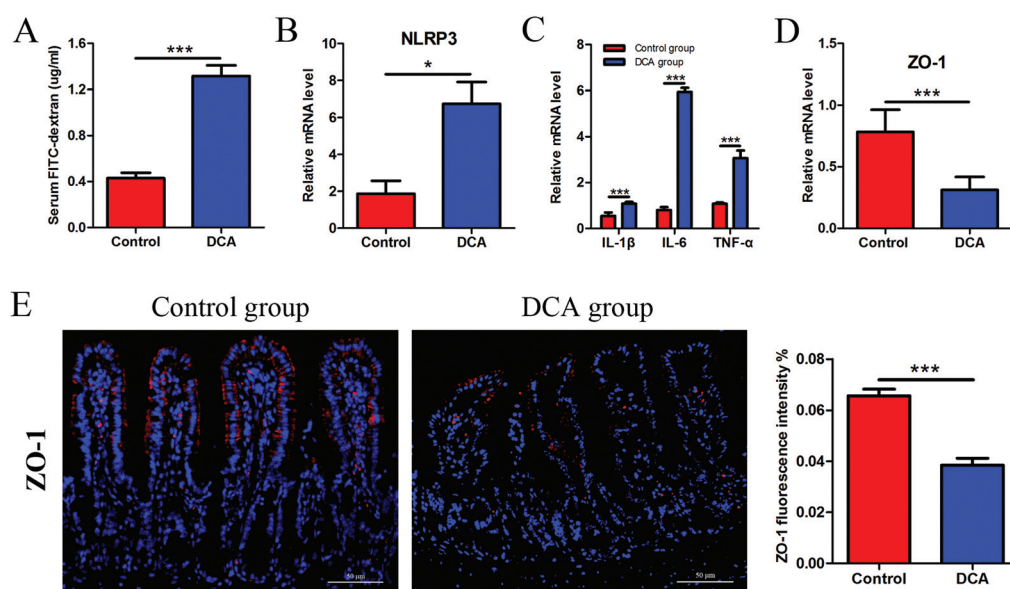 A
Serum FITC-dextran (ug/ml)
1.6
1.2
0.8
0.4
0.0
***
Control
DCA
B
NLRP3
Relative mRNA level
10
8
6
4
2
0
*
Control
DCA
C
Relative mRNA level
8
6
4
2
0
Control group
DCA group
***
***
***
IL-1β
IL-6
TNF-α
D
ZO-1
Relative mRNA level
1.5
1.0
0.5
0.0
***
Control
DCA
E
Control group
DCA group
ZO-1
50 μm
50 μm
ZO-1 fluorescence intensity %
0.08
0.06
0.04
0.02
0.00
***
Control
DCA